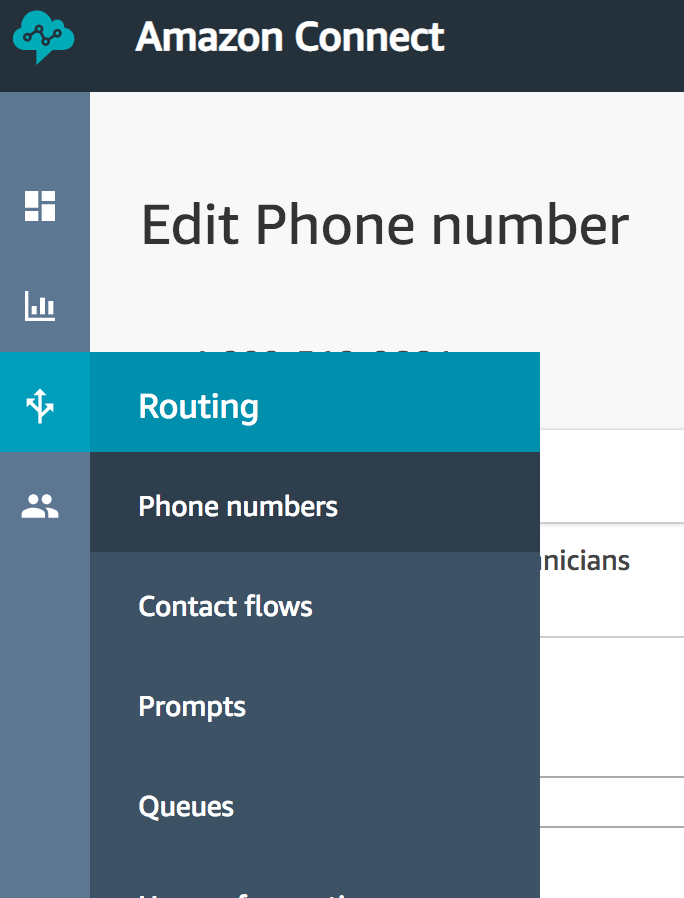 Amazon Connect
Edit Phone number
Routing
Phone numbers
nicians
Contact flows
Prompts
Queues